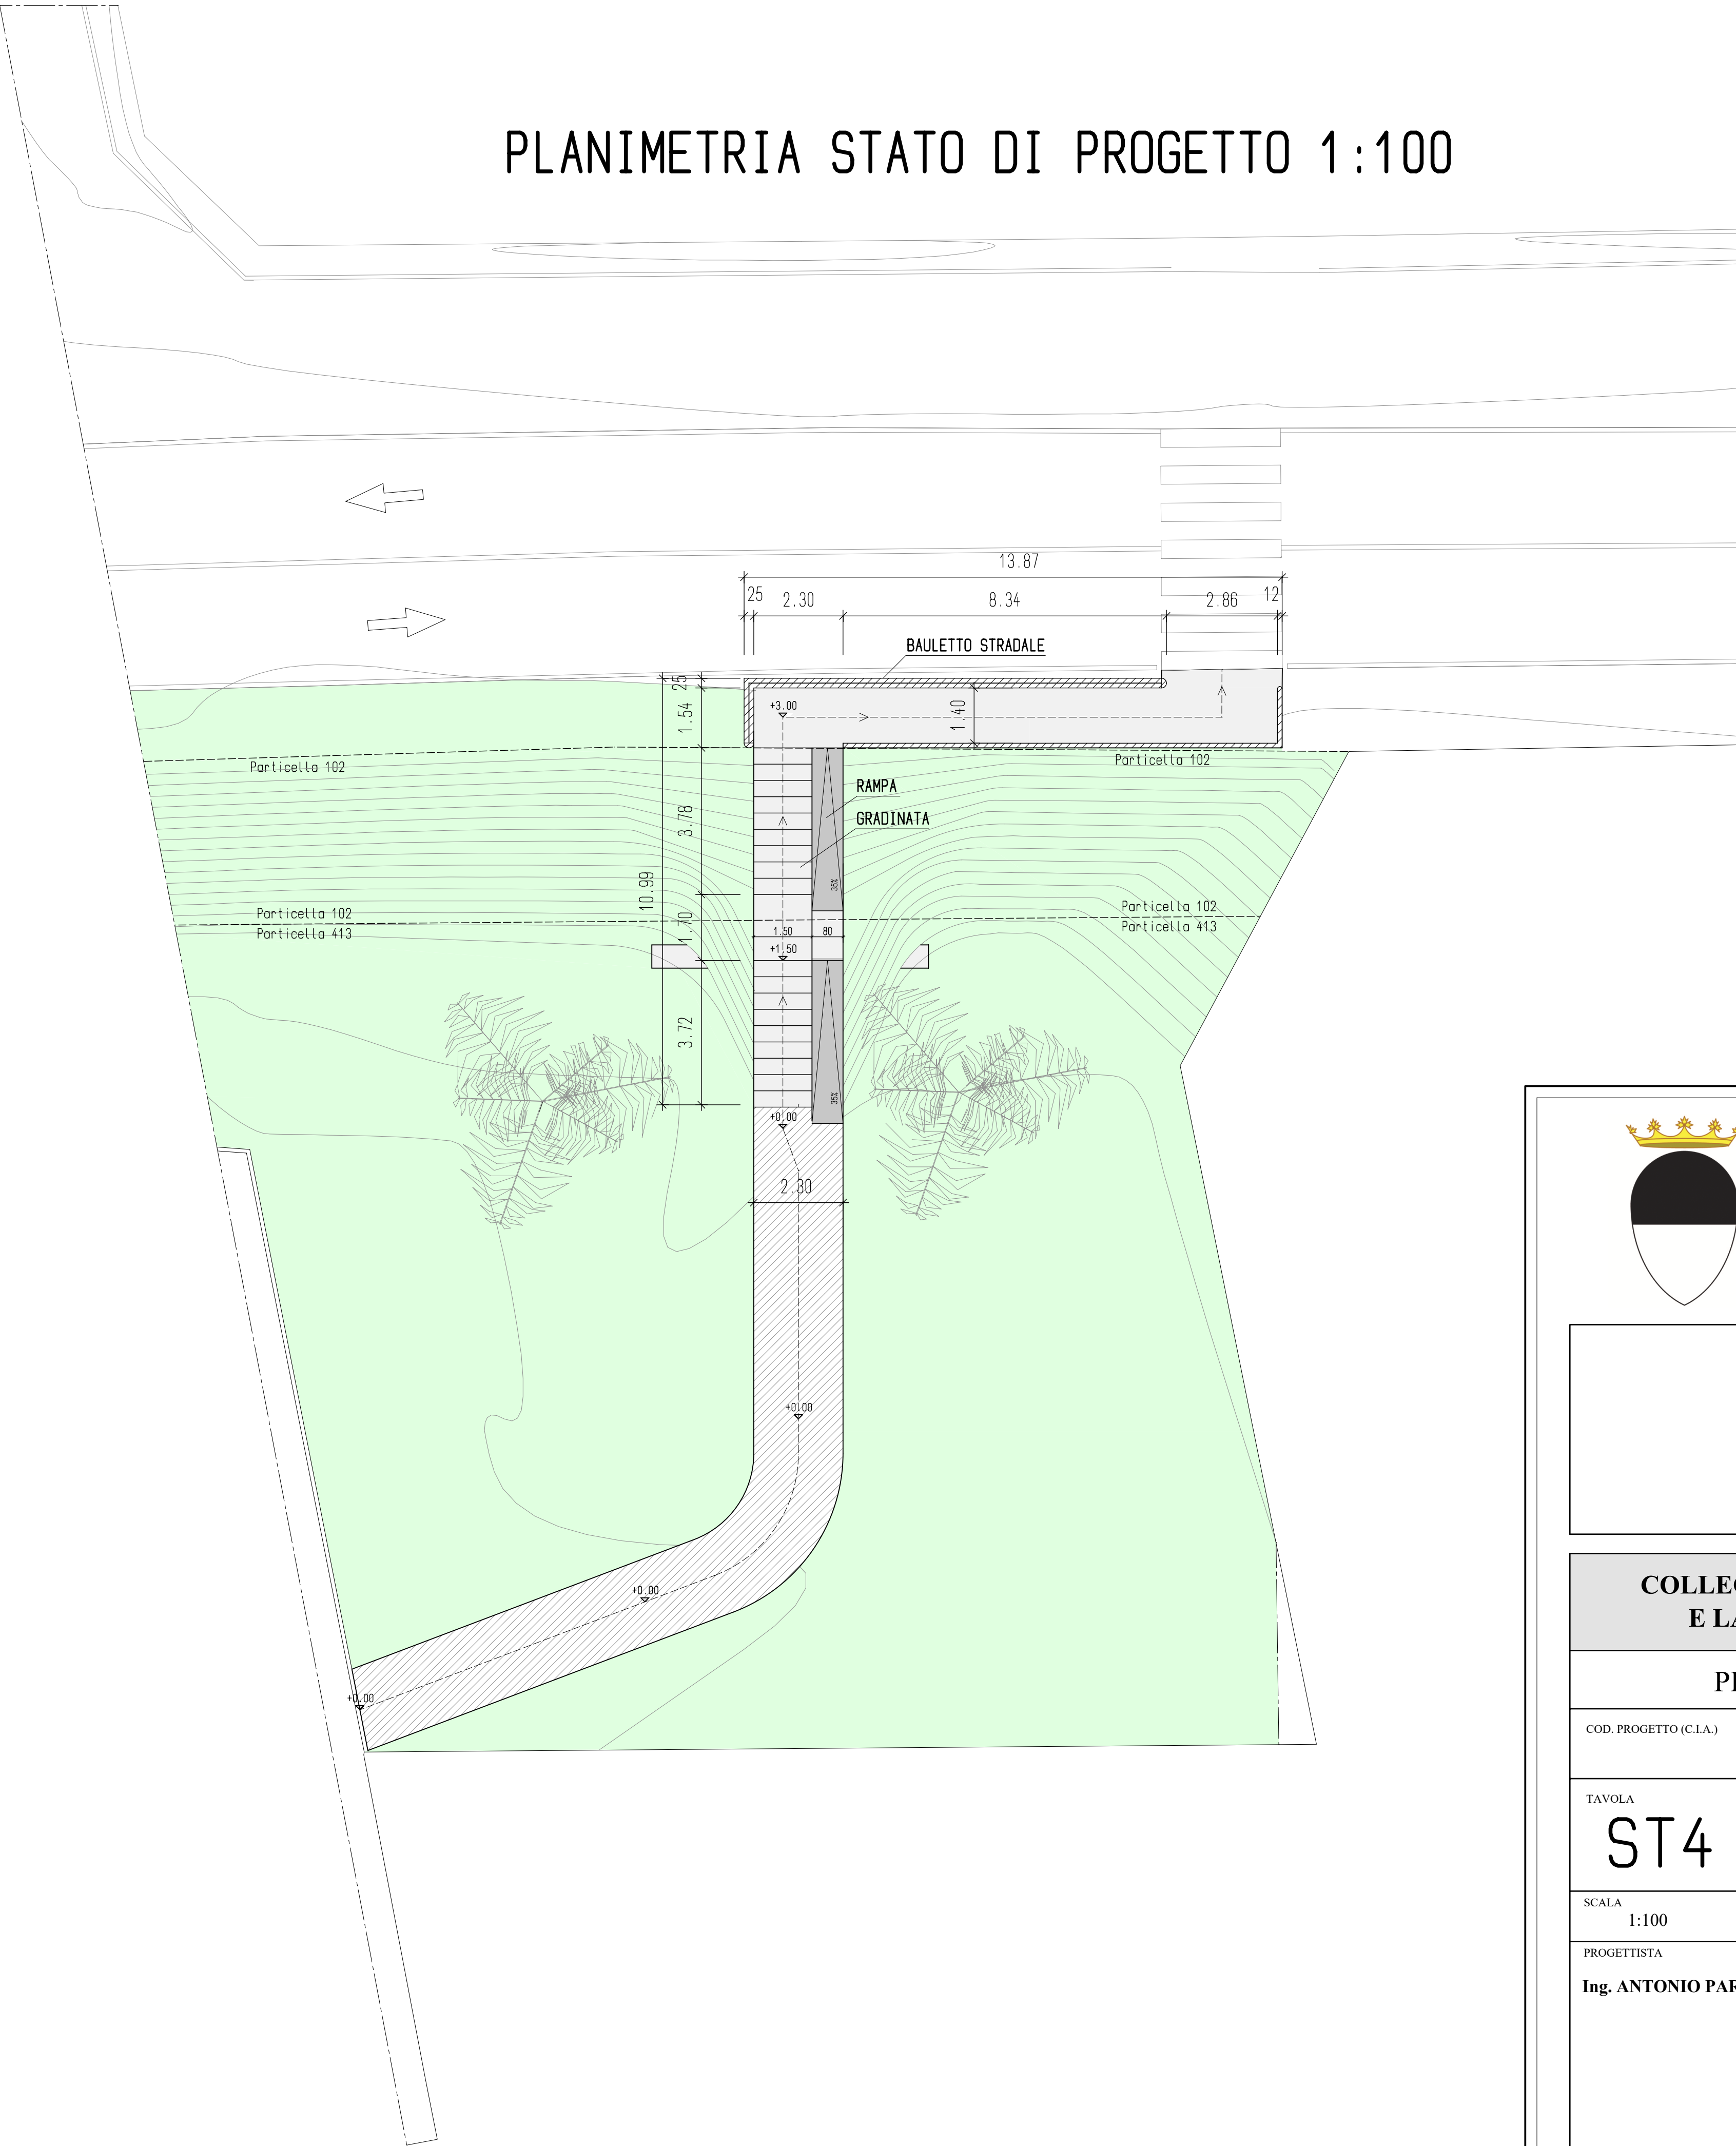 PLANIMETRIA STATO DI PROGETTO 1:100
13.87
25 2.30 8.34 2.86 12
BAULETTO STRADALE
25
1.54
+3.00
1.40
Particella 102
Particella 102
RAMPA
GRADINATA
3.78
10.99
35%
Particella 102
Particella 413
Particella 102
Particella 413
1.70
1.50 80
+1.50
3.72
35%
+0.00
2.30
+0.00
+0.00
+0.00
COD. PROGETTO (C.I.A.)
TAVOLA
ST4
SCALA
1:100
PROGETTISTA
Ing. ANTONIO